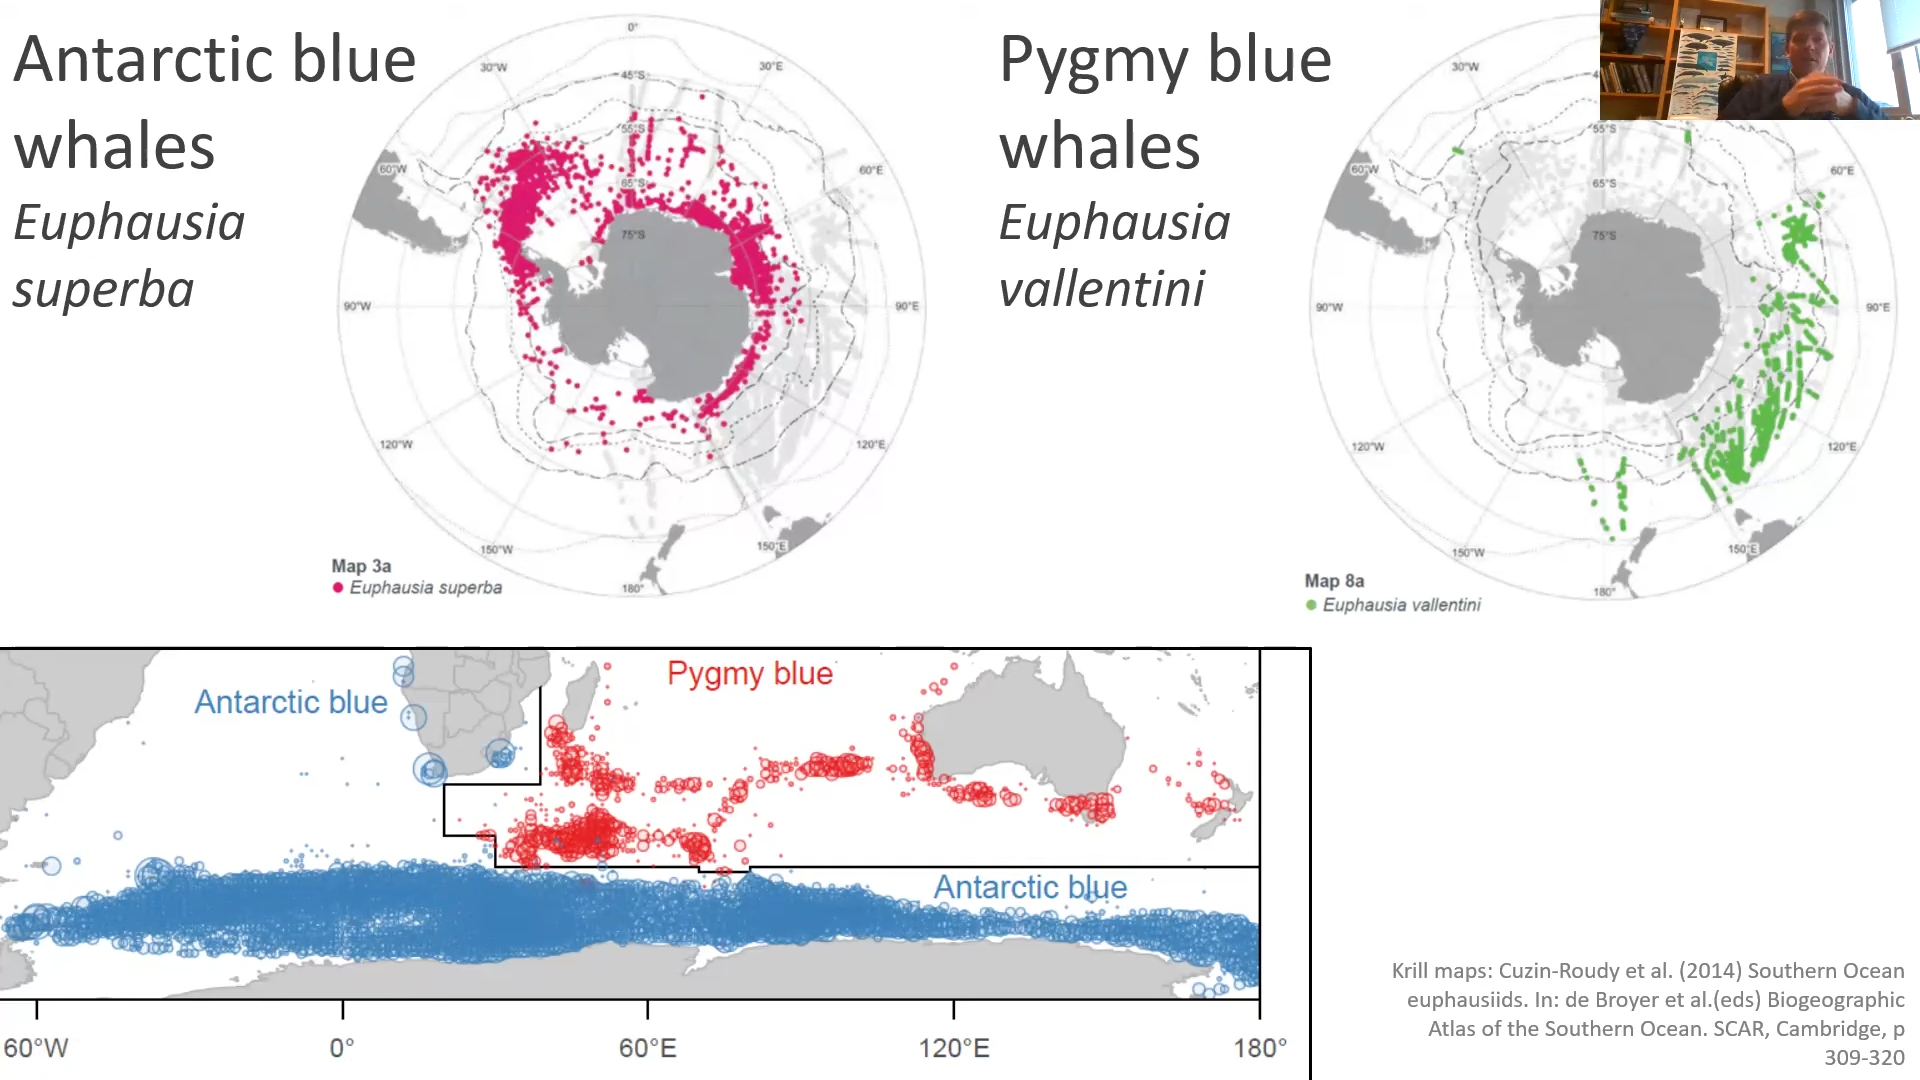 Antarctic blue
whales
Euphausia
superba
0°
30°W
30°E
45°S
55°S
60°W
60°E
65°S
75°S
90°W
90°E
120°W
120°E
150°W
150°E
180°
Map 3a
Euphausia superba
Pygmy blue
whales
Euphausia
vallentini
30°W
55°S
60°W
60°E
65°S
75°S
90°W
90°E
120°W
120°E
150°W
150°E
180°
Map 8a
Euphausia vallentini
Pygmy blue
Antarctic blue
Antarctic blue
60°W
0°
60°E
120°E
180°
Krill maps: Cuzin-Roudy et al. (2014) Southern Ocean
euphausiids. In: de Broyer et al.(eds) Biogeographic
Atlas of the Southern Ocean. SCAR, Cambridge, p
309-320